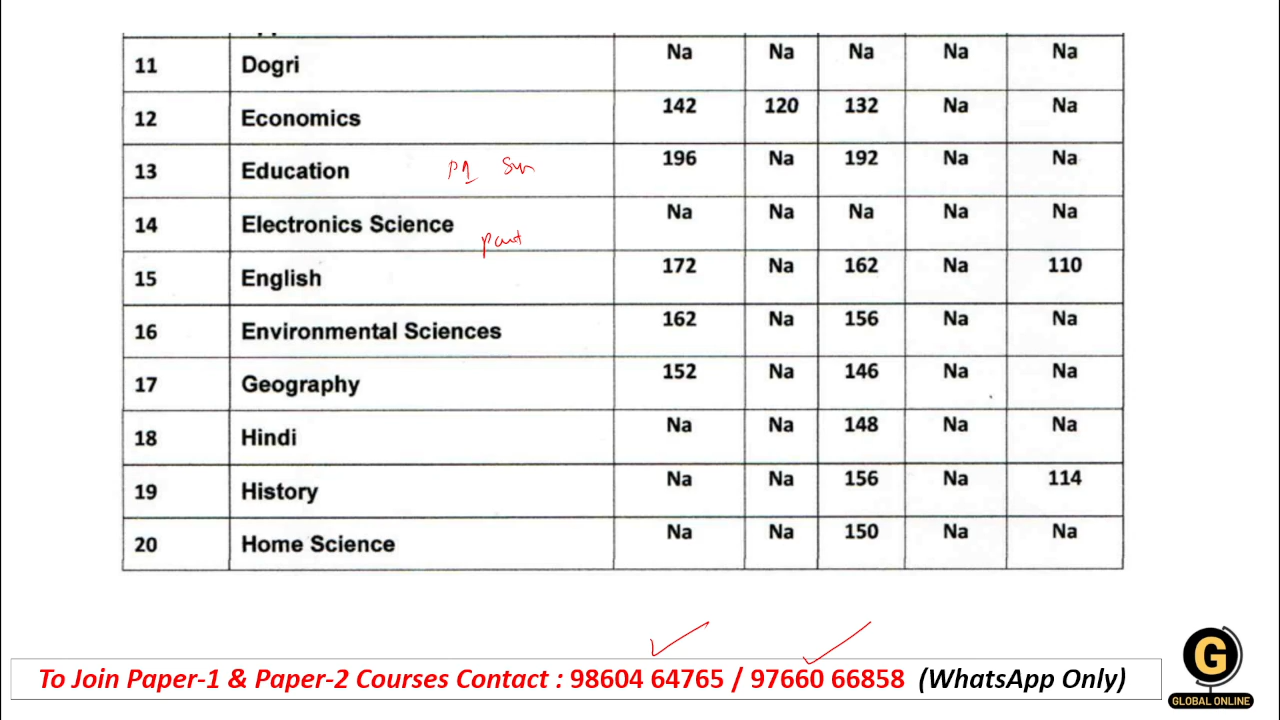 11 Dogri Na Na Na Na Na
12 Economics 142 120 132 Na Na
13 Education 196 Na 192 Na Na
14 Electronics Science Na Na Na Na Na
15 English 172 Na 162 Na 110
16 Environmental Sciences 162 Na 156 Na Na
17 Geography 152 Na 146 Na Na
18 Hindi Na Na 148 Na Na
19 History Na Na 156 Na 114
20 Home Science Na Na 150 Na Na
To Join Paper-1 & Paper-2 Courses Contact : 98604 64765 / 97660 66858 (WhatsApp Only)
G
GLOBAL ONLINE